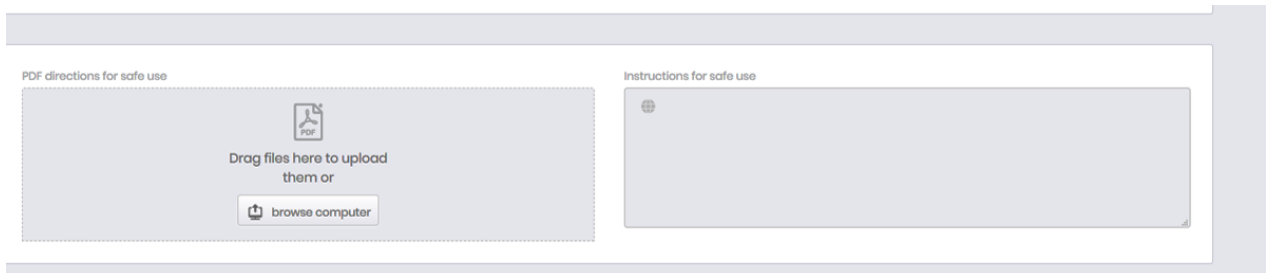 PDF directions for safe use
PDF
Drag files here to upload
them or
browse computer
Instructions for safe use